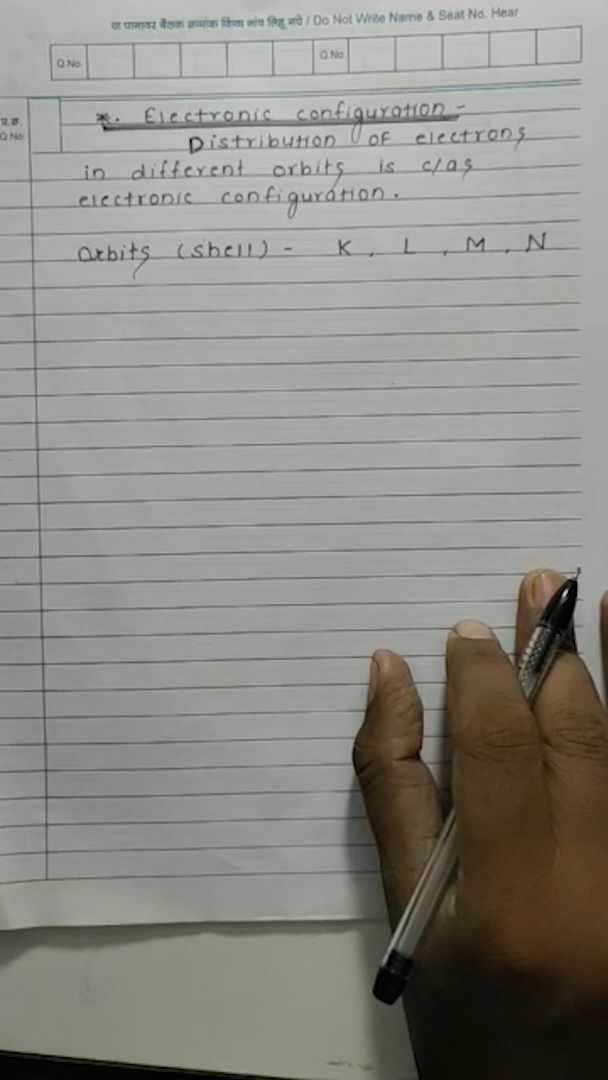 या पानावर बैठक क्रमांक किंवा नांव लिहू नये / Do Not Write Name & Seat No. Hear
Q.No.
Q.No.
प्र.क्र.
Q.No.
*. Electronic configuration -
Distribution of electrons
in different orbits is c/as
electronic configuration.
orbits (shell) - K, L, M, N